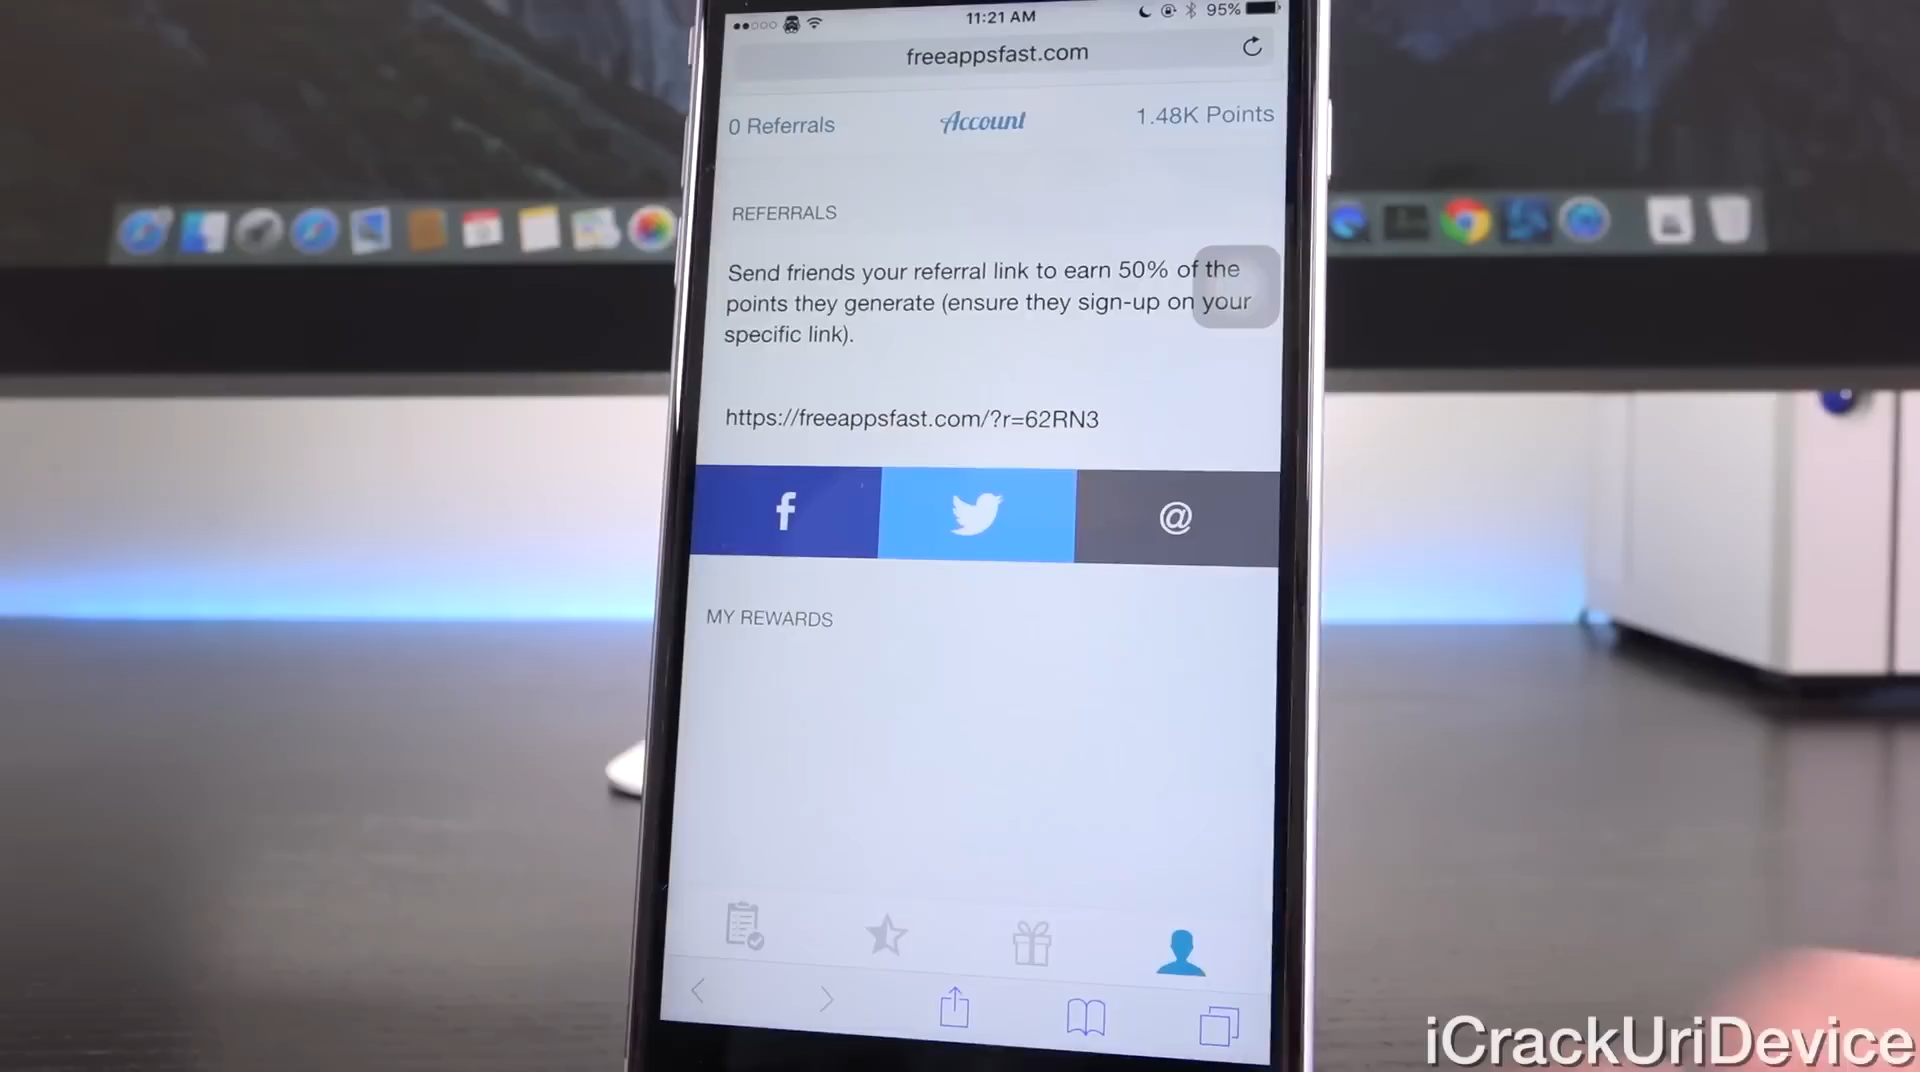 11:21 AM
95%
freeappsfast.com
0 Referrals
Account
1.48K Points
REFERRALS
Send friends your referral link to earn 50% of the
points they generate (ensure they sign-up on your
specific link).
https://freeappsfast.com/?r=62RN3
f
@
MY REWARDS
iCrackUriDevice